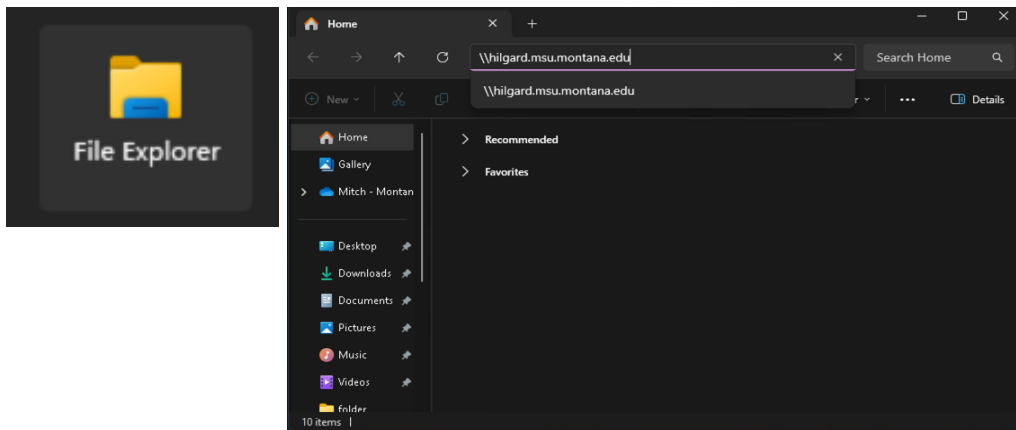 File Explorer
Home
\\hilgard.msu.montana.edu
Search Home
\\hilgard.msu.montana.edu
New
Details
Home
Gallery
Mitch - Montan
Recommended
Favorites
Desktop
Downloads
Documents
Pictures
Music
Videos
folder
10 items